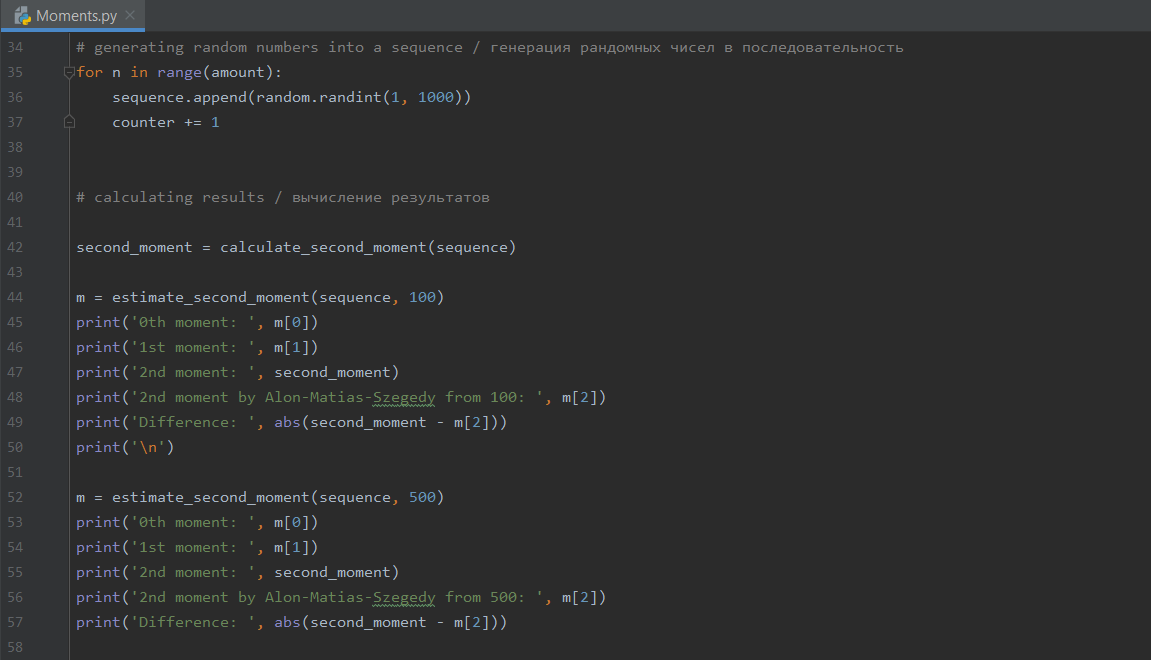 Moments.py
34 # generating random numbers into a sequence / генерация рандомных чисел в последовательность
35 for n in range(amount):
36     sequence.append(random.randint(1, 1000))
37     counter += 1
38
39
40 # calculating results / вычисление результатов
41
42 second_moment = calculate_second_moment(sequence)
43
44 m = estimate_second_moment(sequence, 100)
45 print('0th moment: ', m[0])
46 print('1st moment: ', m[1])
47 print('2nd moment: ', second_moment)
48 print('2nd moment by Alon-Matias-Szegedy from 100: ', m[2])
49 print('Difference: ', abs(second_moment - m[2]))
50 print('\n')
51
52 m = estimate_second_moment(sequence, 500)
53 print('0th moment: ', m[0])
54 print('1st moment: ', m[1])
55 print('2nd moment: ', second_moment)
56 print('2nd moment by Alon-Matias-Szegedy from 500: ', m[2])
57 print('Difference: ', abs(second_moment - m[2]))
58